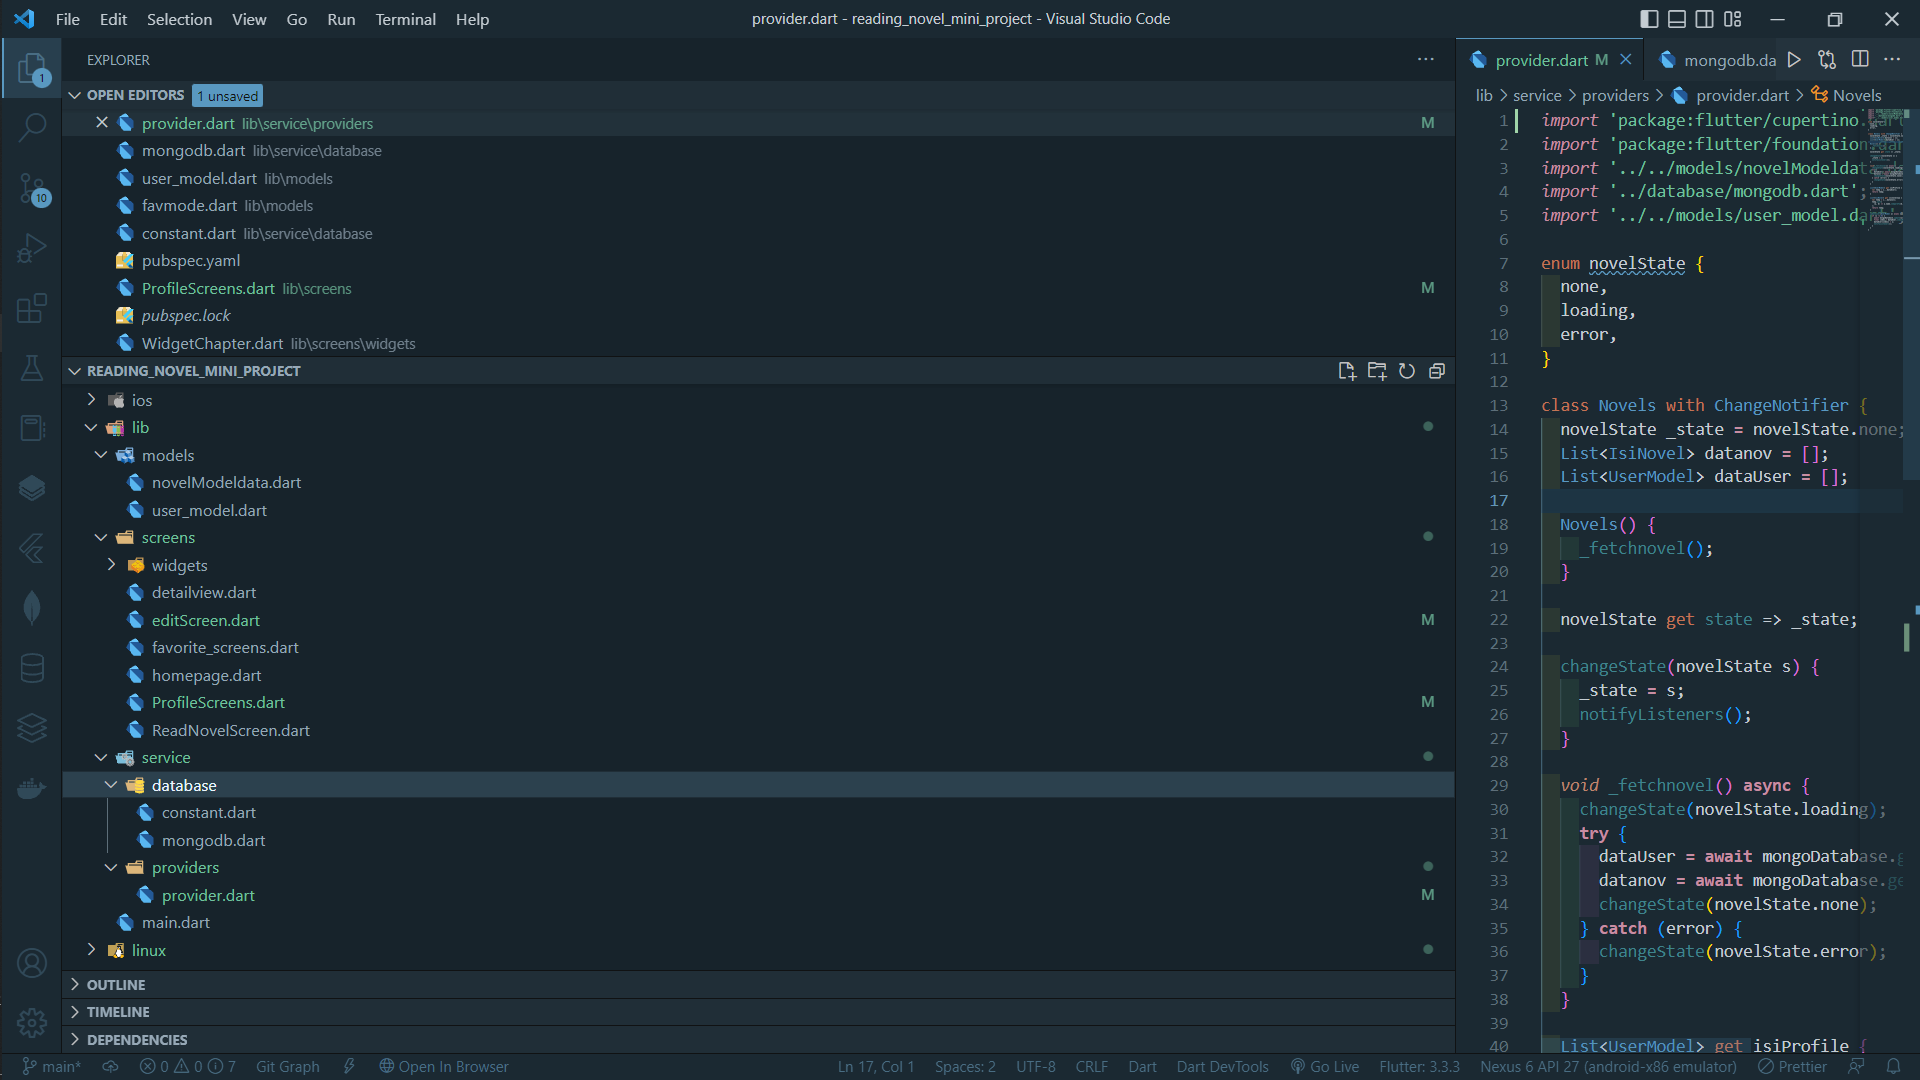 File Edit Selection View Go Run Terminal Help
provider.dart - reading_novel_mini_project - Visual Studio Code
1
10
EXPLORER
OPEN EDITORS 1 unsaved
provider.dart lib\service\providers M
mongodb.dart lib\service\database
user_model.dart lib\models
favmode.dart lib\models
constant.dart lib\service\database
pubspec.yaml
ProfileScreens.dart lib\screens M
pubspec.lock
WidgetChapter.dart lib\screens\widgets
READING_NOVEL_MINI_PROJECT
ios
lib
models
novelModeldata.dart
user_model.dart
screens
widgets
detailview.dart
editScreen.dart M
favorite_screens.dart
homepage.dart
ProfileScreens.dart M
ReadNovelScreen.dart
service
database
constant.dart
mongodb.dart
providers
provider.dart M
main.dart
linux
OUTLINE
TIMELINE
DEPENDENCIES
provider.dart M mongodb.da
lib > service > providers > provider.dart > Novels
1 import 'package:flutter/cupertino.dart
2 import 'package:flutter/foundation.dar
3 import '../../models/novelModeldata
4 import '../database/mongodb.dart';
5 import '../../models/user_model.dart
6
7 enum novelState {
8 none,
9 loading,
10 error,
11 }
12
13 class Novels with ChangeNotifier {
14 novelState _state = novelState.none;
15 List<IsiNovel> datanov = [];
16 List<UserModel> dataUser = [];
17
18 Novels() {
19 _fetchnovel();
20 }
21
22 novelState get state => _state;
23
24 changeState(novelState s) {
25 _state = s;
26 notifyListeners();
27 }
28
29 void _fetchnovel() async {
30 changeState(novelState.loading);
31 try {
32 dataUser = await mongoDatabase.g
33 datanov = await mongoDatabase.ge
34 changeState(novelState.none);
35 } catch (error) {
36 changeState(novelState.error);
37 }
38 }
39
40 List<UserModel> get isiProfile {
main* 0 0 7 Git Graph Open In Browser Ln 17, Col 1 Spaces: 2 UTF-8 CRLF Dart Dart DevTools Go Live Flutter: 3.3.3 Nexus 6 API 27 (android-x86 emulator) Prettier